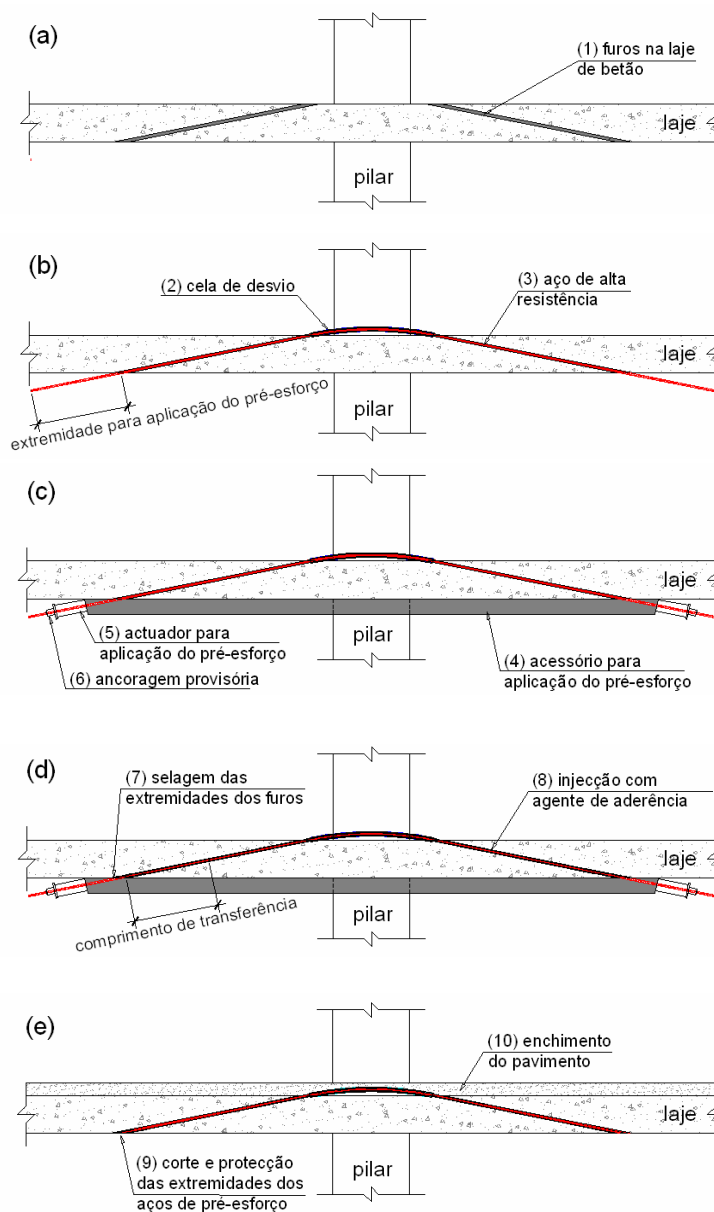 (a)
(1) furos na laje
de betão
laje
pilar
(b)
(2) cela de desvio
(3) aço de alta
resistência
laje
extremidade para aplicação do pré-esforço
pilar
(c)
laje
(5) actuador para
aplicação do pré-esforço
(6) ancoragem provisória
pilar
(4) acessório para
aplicação do pré-esforço
(d)
(7) selagem das
extremidades dos furos
(8) injecção com
agente de aderência
laje
comprimento de transferência
pilar
(e)
(10) enchimento
do pavimento
laje
(9) corte e protecção
das extremidades dos
aços de pré-esforço
pilar